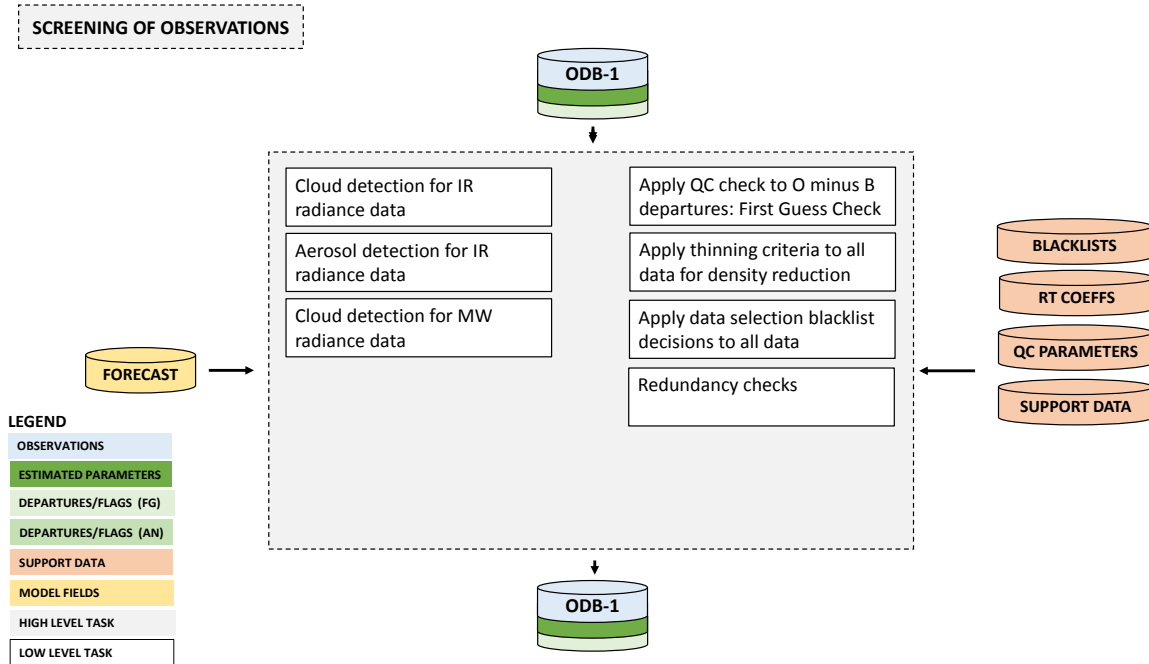 SCREENING OF OBSERVATIONS
ODB-1
Cloud detection for IR
radiance data
Aerosol detection for IR
radiance data
Cloud detection for MW
radiance data
Apply QC check to O minus B
departures: First Guess Check
Apply thinning criteria to all
data for density reduction
Apply data selection blacklist
decisions to all data
Redundancy checks
BLACKLISTS
RT COEFFS
QC PARAMETERS
SUPPORT DATA
FORECAST
LEGEND
OBSERVATIONS
ESTIMATED PARAMETERS
DEPARTURES/FLAGS (FG)
DEPARTURES/FLAGS (AN)
SUPPORT DATA
MODEL FIELDS
HIGH LEVEL TASK
LOW LEVEL TASK
ODB-1